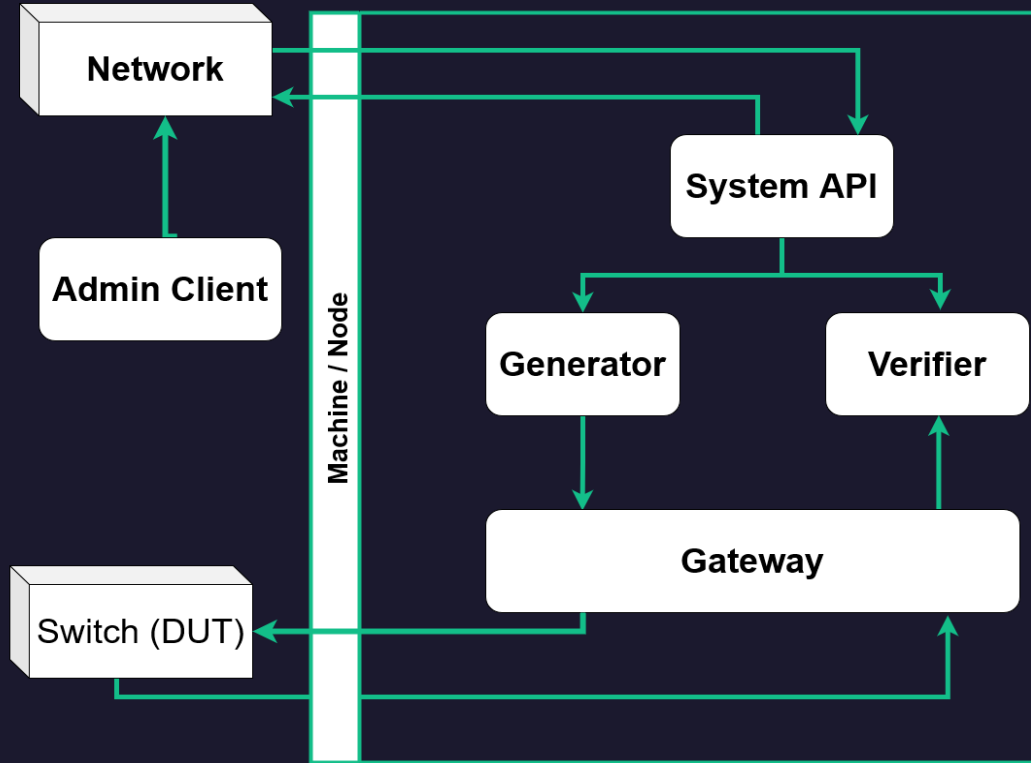 Network
System API
Admin Client
Machine / Node
Generator
Verifier
Gateway
Switch (DUT)